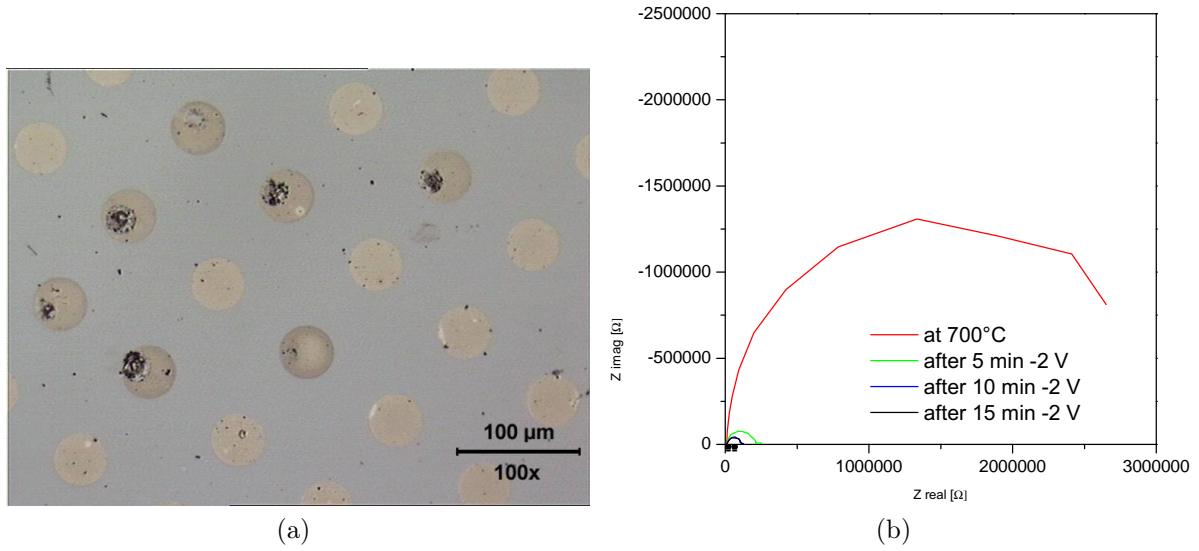 100 µm
100x
(a)
-2500000
-2000000
-1500000
-1000000
-500000
0
Z imag [Ω]
at 700°C
after 5 min -2 V
after 10 min -2 V
after 15 min -2 V
0
1000000
2000000
3000000
Z real [Ω]
(b)